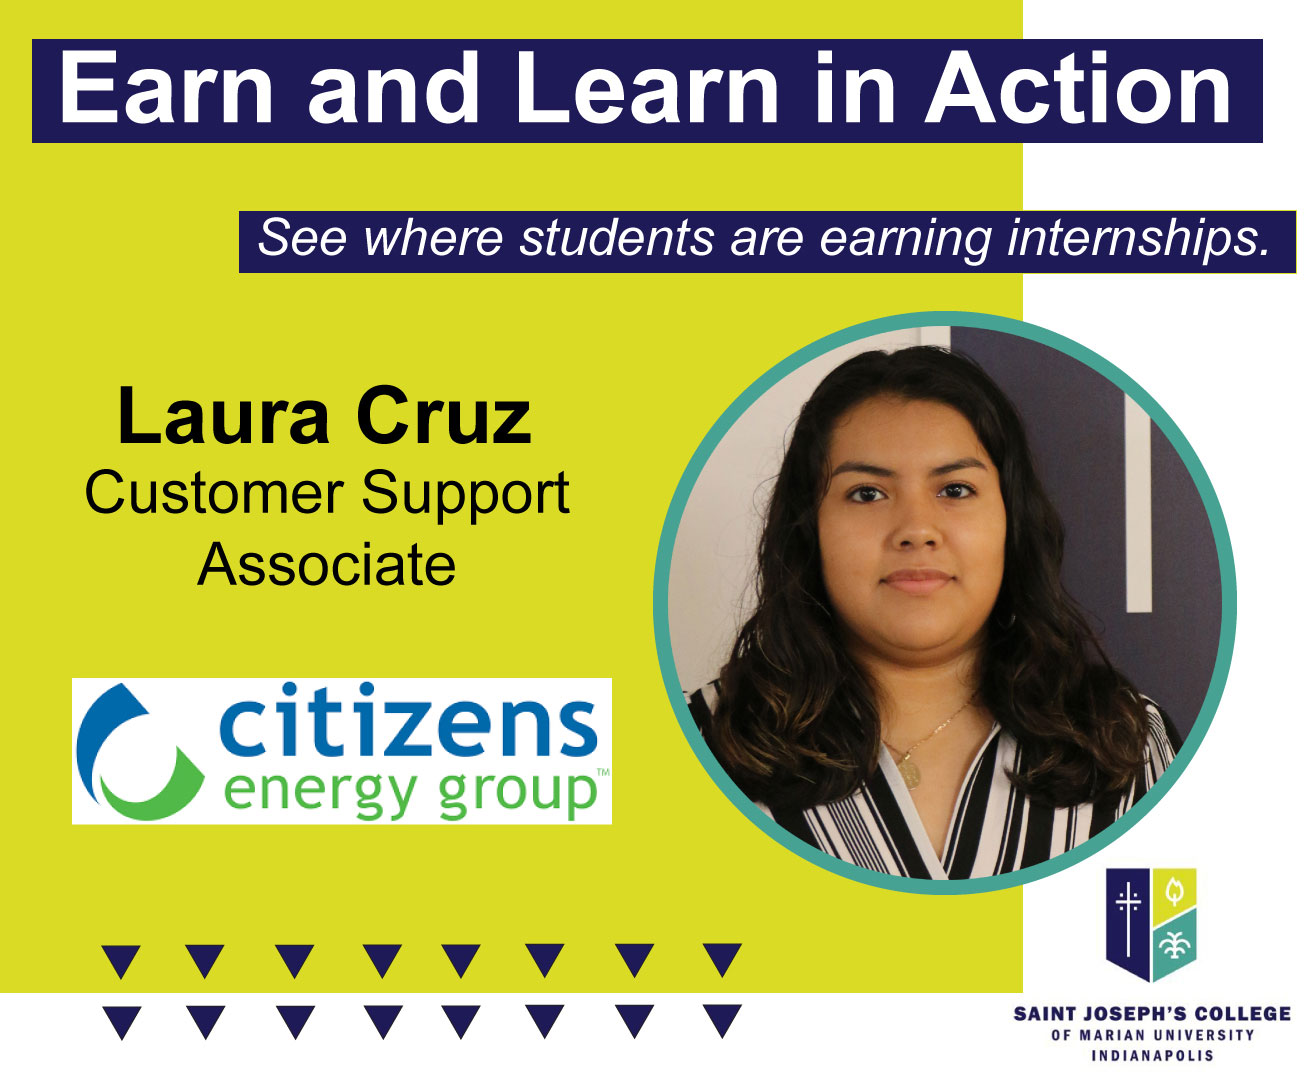 Earn and Learn in Action
See where students are earning internships.
Laura Cruz
Customer Support
Associate
citizens
energy group™
SAINT JOSEPH'S COLLEGE
OF MARIAN UNIVERSITY
INDIANAPOLIS